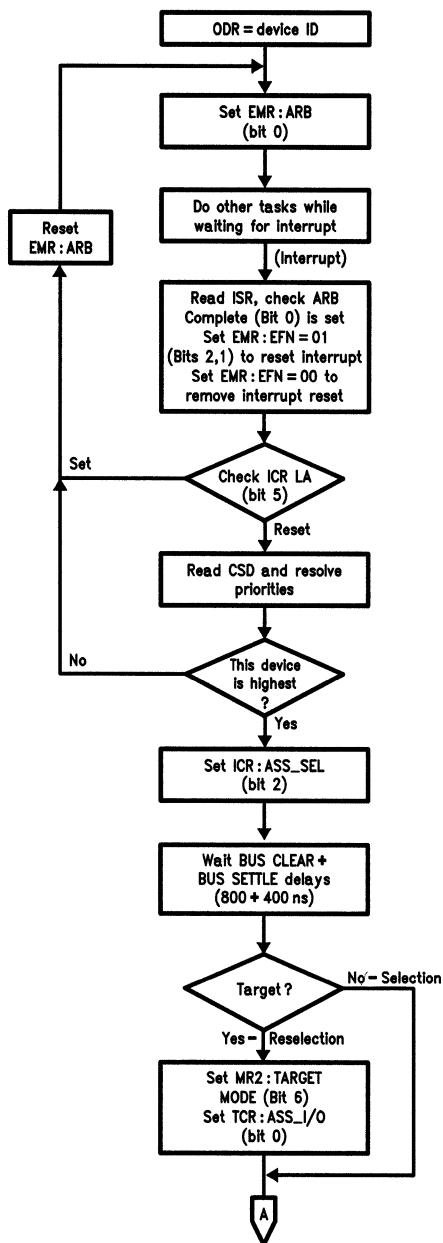 ODR = device ID
Set EMR : ARB
(bit 0)
Do other tasks while
waiting for interrupt
Reset
EMR : ARB
(Interrupt)
Read ISR, check ARB
Complete (Bit 0) is set
Set EMR : EFN = 01
(Bits 2,1) to reset interrupt
Set EMR : EFN = 00 to
remove interrupt reset
Set
Check ICR LA
(bit 5)
Reset
Read CSD and resolve
priorities
No
This device
is highest
?
Yes
Set ICR : ASS_SEL
(bit 2)
Wait BUS CLEAR +
BUS SETTLE delays
(800 + 400 ns)
Target ?
No – Selection
Yes – Reselection
Set MR2 : TARGET
MODE (Bit 6)
Set TCR : ASS_I/O
(bit 0)
A